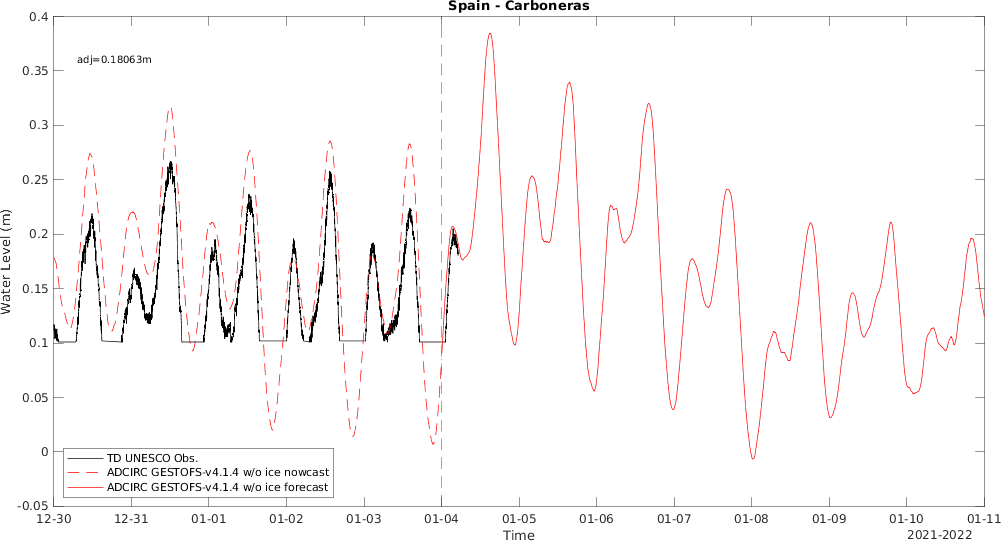 Spain - Carboneras
0.4
0.35
0.3
0.25
0.2
0.15
0.1
0.05
0
-0.05
Water Level (m)
adj=0.18063m
TD UNESCO Obs.
ADCIRC GESTOFS-v4.1.4 w/o ice nowcast
ADCIRC GESTOFS-v4.1.4 w/o ice forecast
12-30 12-31 01-01 01-02 01-03 01-04 01-05 01-06 01-07 01-08 01-09 01-10 01-11
Time
2021-2022